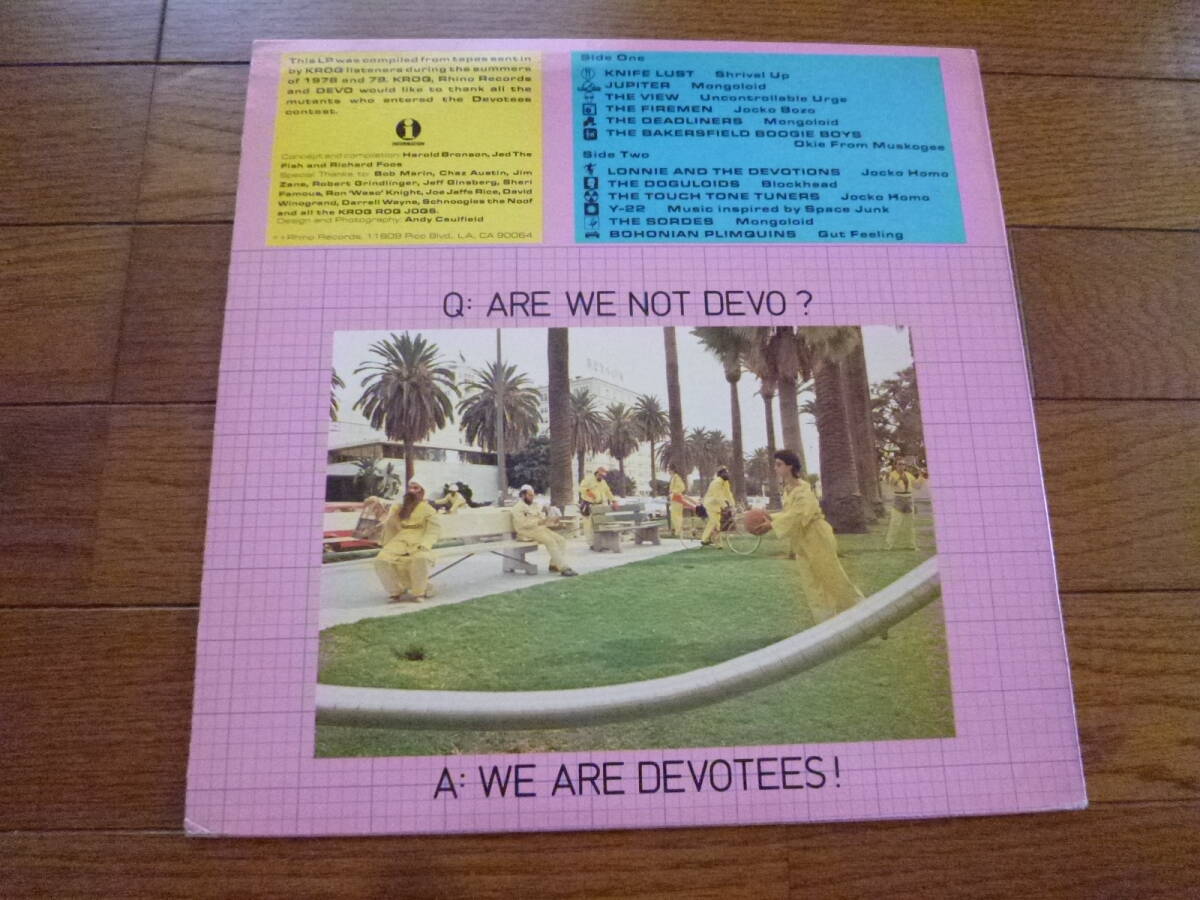 This LP was compiled from tapes sent in
by KROQ listeners during the summers
of 1978 and 79. KROQ, Rhino Records
and DEVO would like to thank all the
mutants who entered the Devotees
contest.
INFORMATION
Concept and compilation: Harold Bronson, Jed The
Fish and Richard Foos
Special Thanks to: Bob Marin, Chaz Austin, Jim
Zane, Robert Grindlinger, Jeff Ginsberg, Sheri
Famous, Ron "Wesc" Knight, Joe Jaffe Rice, David
Winogrand, Darrell Wayne, Schnoogles the Noof
and all the KROQ ROQ JOQS.
Design and Photography: Andy Caulfield
Rhino Records, 11609 Pico Blvd., L.A. CA 90064
Side One
KNIFE LUST Shrivel Up
JUPITER Mongoloid
THE VIEW Uncontrollable Urge
THE FIREMEN Jocko Bozo
THE DEADLINERS Mongoloid
THE BAKERSFIELD BOOGIE BOYS
Okie From Muskogee
Side Two
LONNIE AND THE DEVOTIONS Jocko Homo
THE DOGULOIDS Blockhead
THE TOUCH TONE TUNERS Jocko Homo
Y-22 Music inspired by Space Junk
THE SORDES Mongoloid
BOHONIAN PLIMQUINS Gut Feeling
Q: ARE WE NOT DEVO ?
A: WE ARE DEVOTEES!